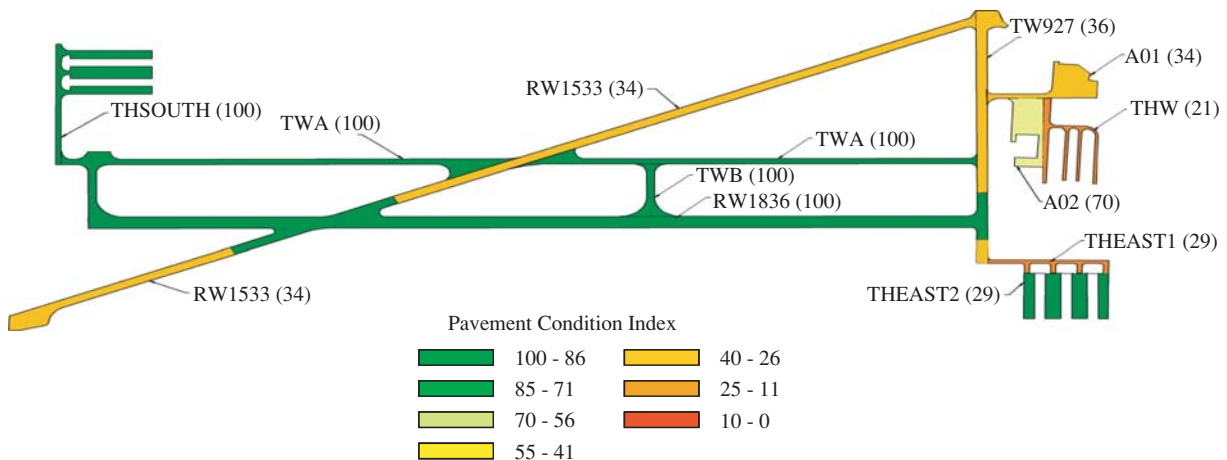 TW927 (36)
A01 (34)
RW1533 (34)
THW (21)
THSOUTH (100)
TWA (100)
TWA (100)
TWB (100)
RW1836 (100)
A02 (70)
THEAST1 (29)
RW1533 (34)
THEAST2 (29)
Pavement Condition Index
100 - 86
40 - 26
85 - 71
25 - 11
70 - 56
10 - 0
55 - 41